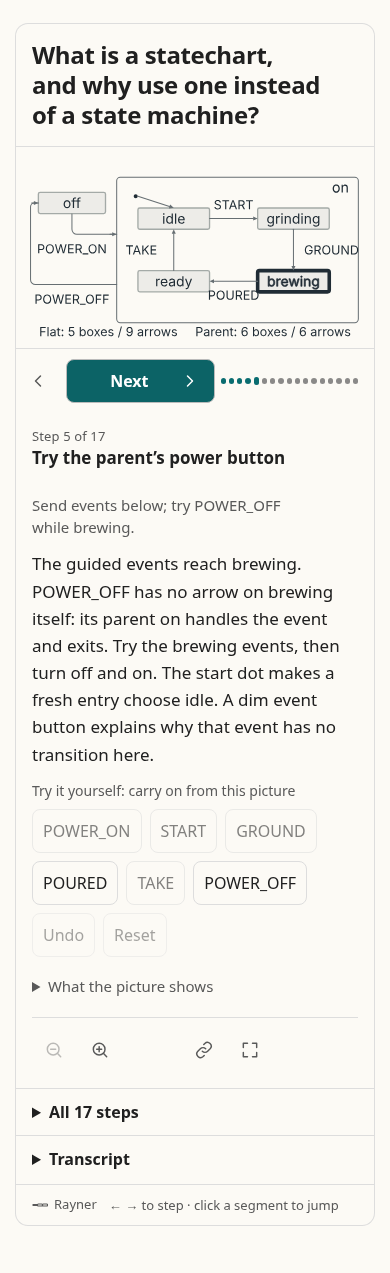 What is a statechart,
and why use one instead
of a state machine?
on
off
idle
START
grinding
POWER_ON
TAKE
GROUND
ready
POURED
brewing
POWER_OFF
Flat: 5 boxes / 9 arrows Parent: 6 boxes / 6 arrows
Next
Step 5 of 17
Try the parent’s power button
Send events below; try POWER_OFF
while brewing.
The guided events reach brewing.
POWER_OFF has no arrow on brewing
itself: its parent on handles the event
and exits. Try the brewing events, then
turn off and on. The start dot makes a
fresh entry choose idle. A dim event
button explains why that event has no
transition here.
Try it yourself: carry on from this picture
POWER_ON START GROUND
POURED TAKE POWER_OFF
Undo Reset
What the picture shows
All 17 steps
Transcript
Rayner ← → to step · click a segment to jump